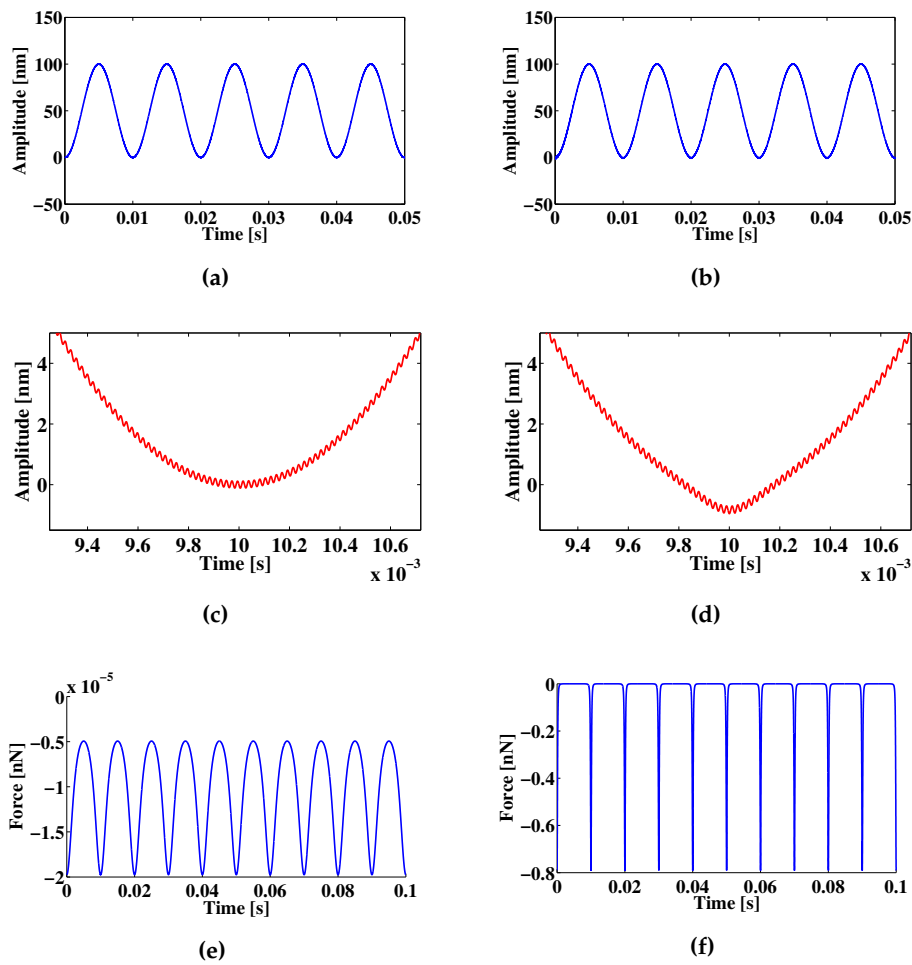 150
100
50
0
−50
Amplitude [nm]
0 0.01 0.02 0.03 0.04 0.05
Time [s]
(a)
150
100
50
0
−50
Amplitude [nm]
0 0.01 0.02 0.03 0.04 0.05
Time [s]
(b)
4
2
0
Amplitude [nm]
9.4 9.6 9.8 10 10.2 10.4 10.6
Time [s]
x 10⁻³
(c)
4
2
0
Amplitude [nm]
9.4 9.6 9.8 10 10.2 10.4 10.6
Time [s]
x 10⁻³
(d)
x 10⁻⁵
0
−0.5
−1
−1.5
−2
Force [nN]
0 0.02 0.04 0.06 0.08 0.1
Time [s]
(e)
0
−0.2
−0.4
−0.6
−0.8
Force [nN]
0 0.02 0.04 0.06 0.08 0.1
Time [s]
(f)